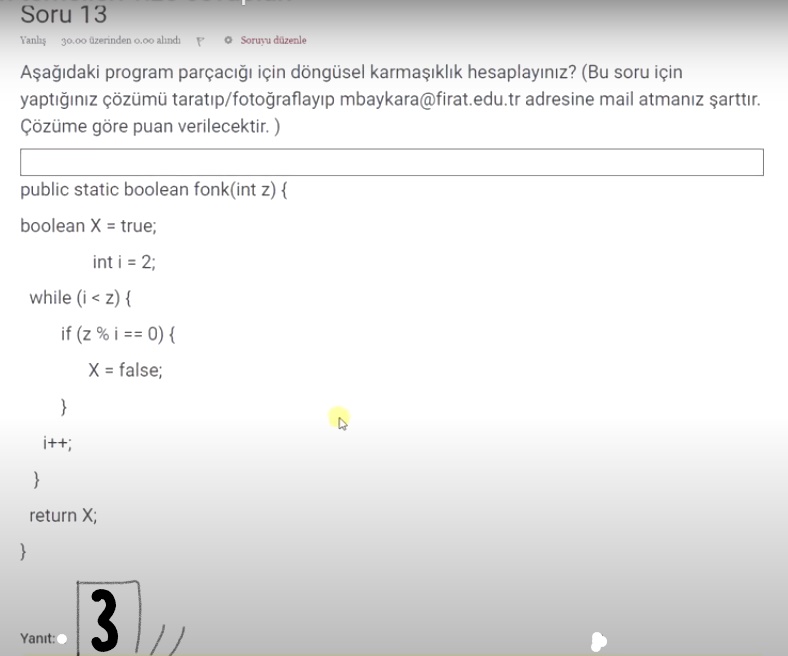 Soru 13
Yanlış 30.00 üzerinden 0.00 alındı Soruyu düzenle
Aşağıdaki program parçacığı için döngüsel karmaşıklık hesaplayınız? (Bu soru için
yaptığınız çözümü taratıp/fotoğraflayıp mbaykara@firat.edu.tr adresine mail atmanız şarttır.
Çözüme göre puan verilecektir. )
public static boolean fonk(int z) {
boolean X = true;
int i = 2;
while (i < z) {
if (z % i == 0) {
X = false;
}
i++;
}
return X;
}
Yanıt: 3